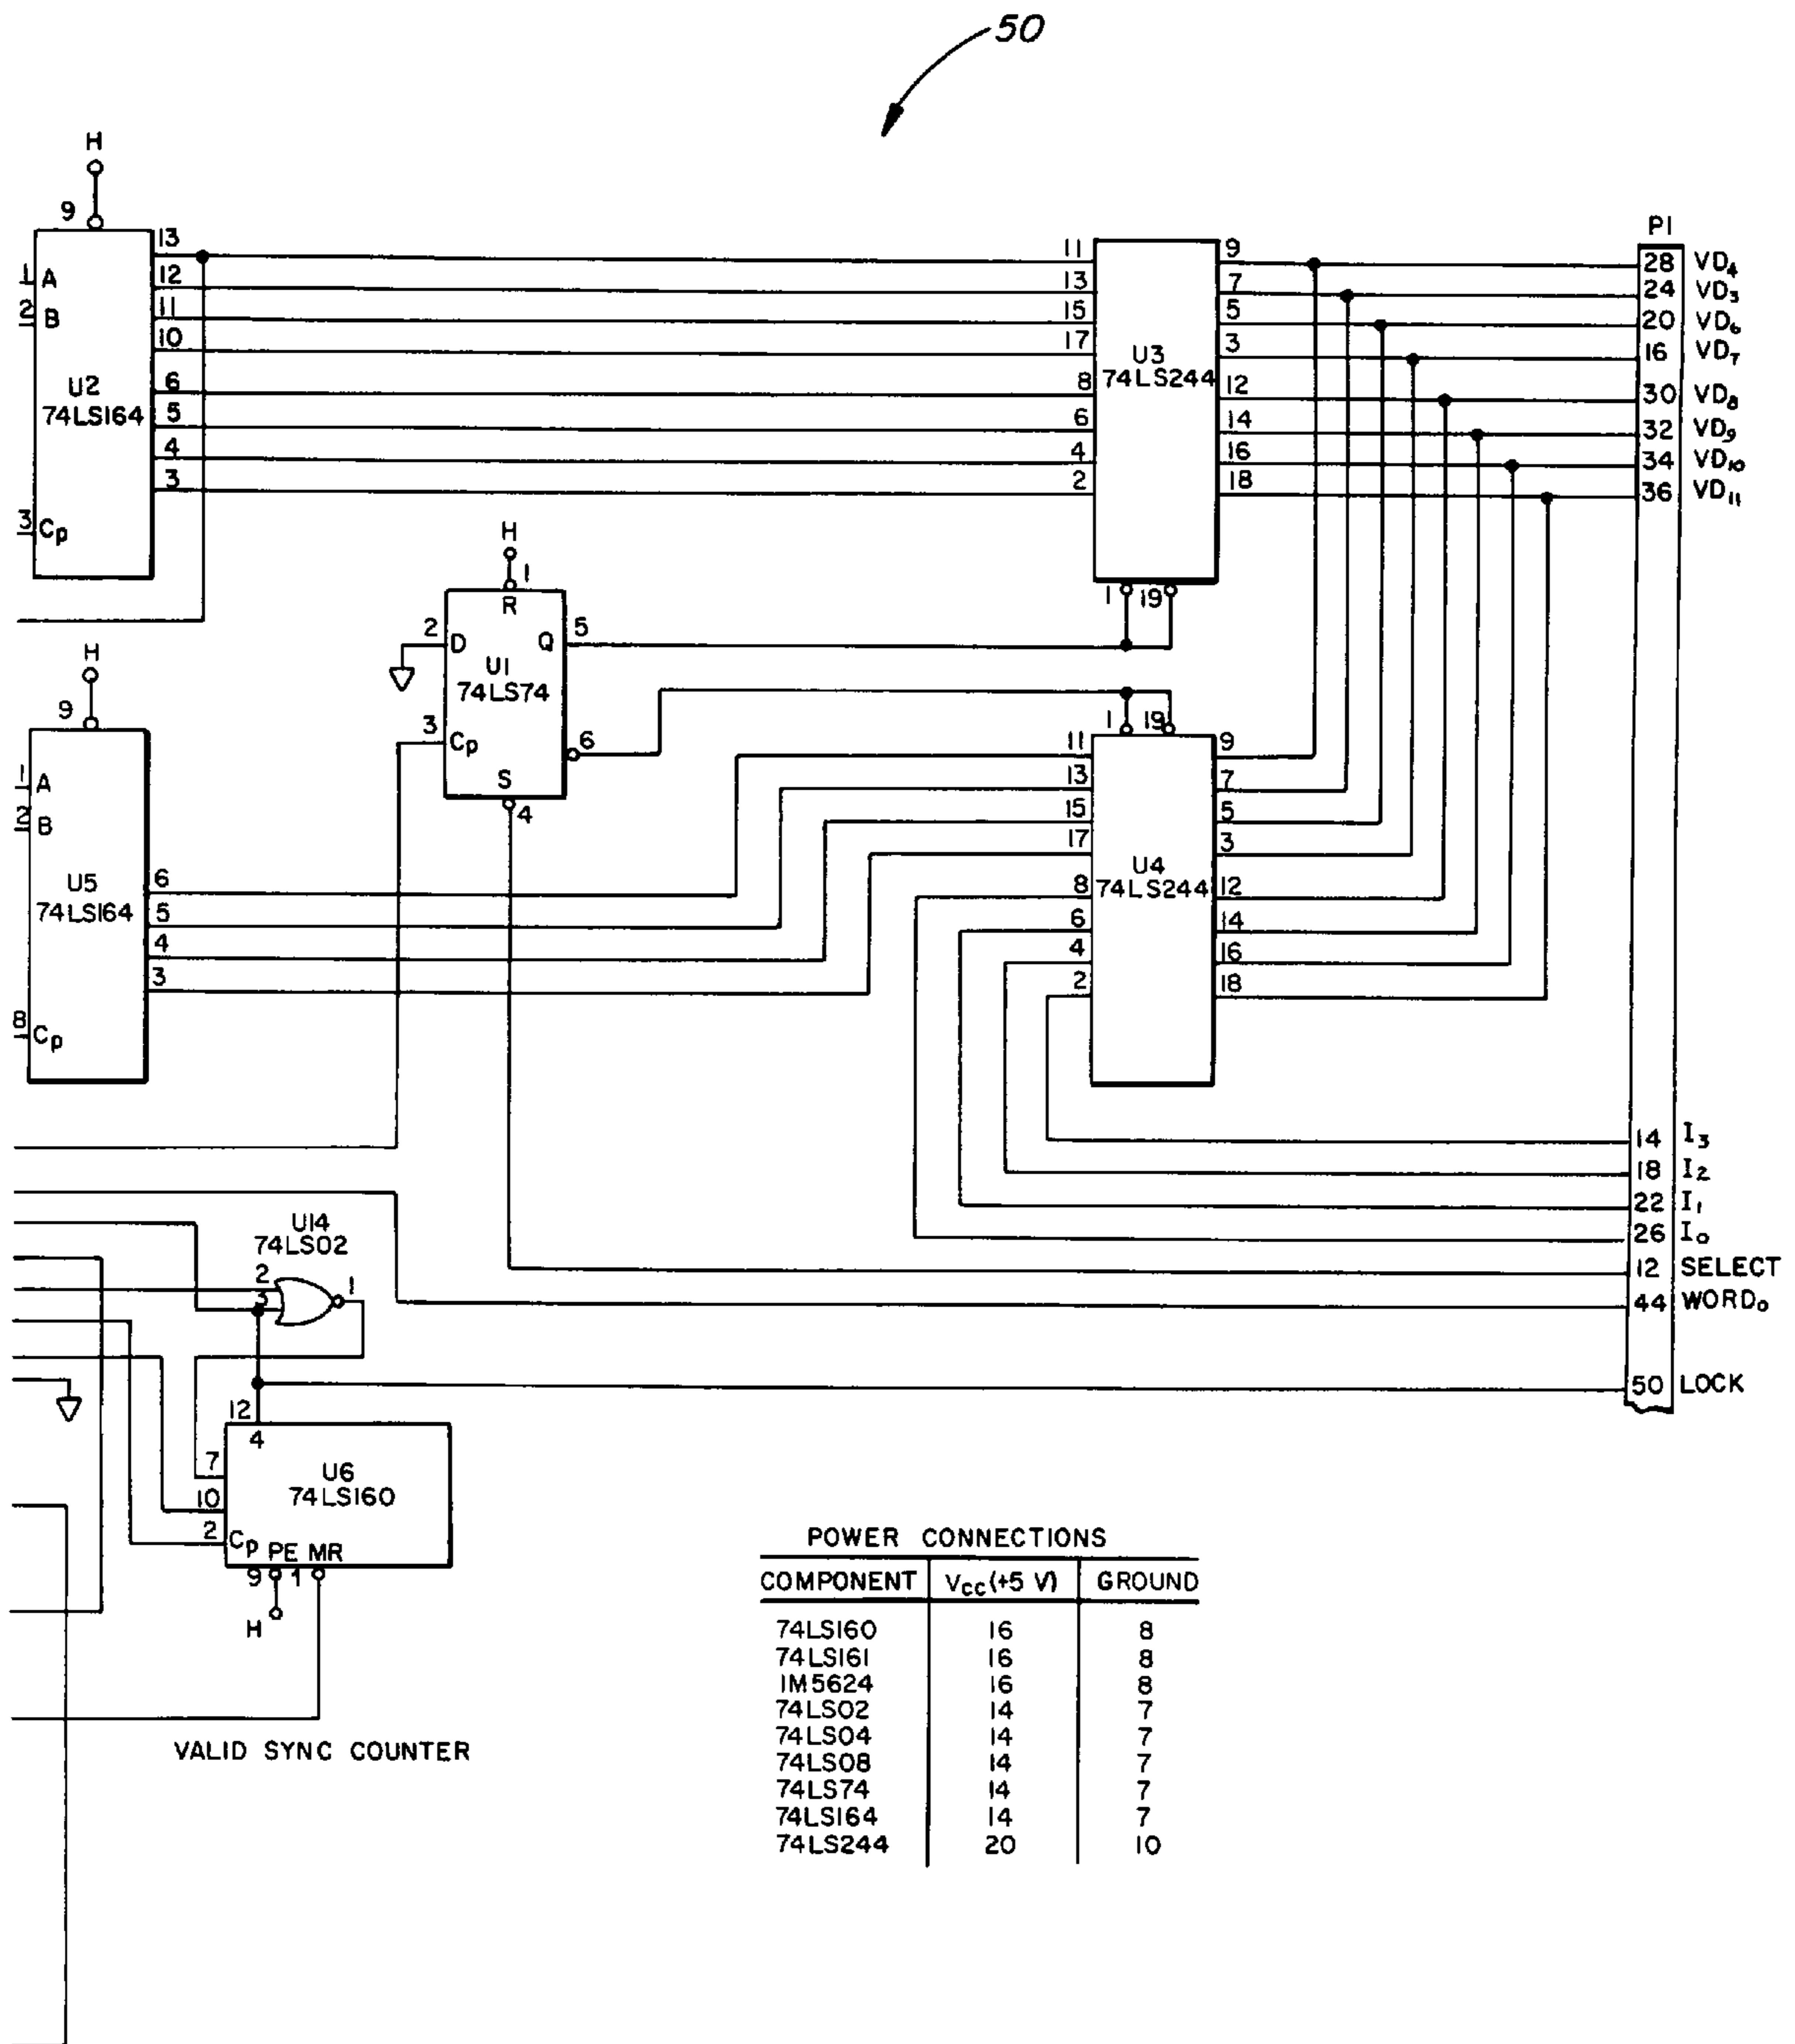 50
H
9
U2
74LS164
1 A
2 B
3 Cp
13
12
11
10
6
5
4
3
11
13
15
17
8
6
4
2
U3
74LS244
9
7
5
3
12
14
16
18
1 19
P1
28 VD4
24 VD3
20 VD6
16 VD7
30 VD8
32 VD9
34 VD10
36 VD11
H
1
R
2 D
Q 5
U1
74LS74
3 Cp
6
S
4
H
9
1 A
2 B
U5
74LS164
8 Cp
6
5
4
3
1 19
11
13
15
17
8
6
4
2
U4
74LS244
9
7
5
3
12
14
16
18
14 I3
18 I2
22 I1
26 I0
12 SELECT
44 WORD0
50 LOCK
U14
74LS02
2
3
1
12
4
7
10
2 Cp
U6
74LS160
PE MR
9 1
H
VALID SYNC COUNTER
POWER CONNECTIONS
COMPONENT Vcc (+5 V) GROUND
74LS160 16 8
74LS161 16 8
IM5624 16 8
74LS02 14 7
74LS04 14 7
74LS08 14 7
74LS74 14 7
74LS164 14 7
74LS244 20 10